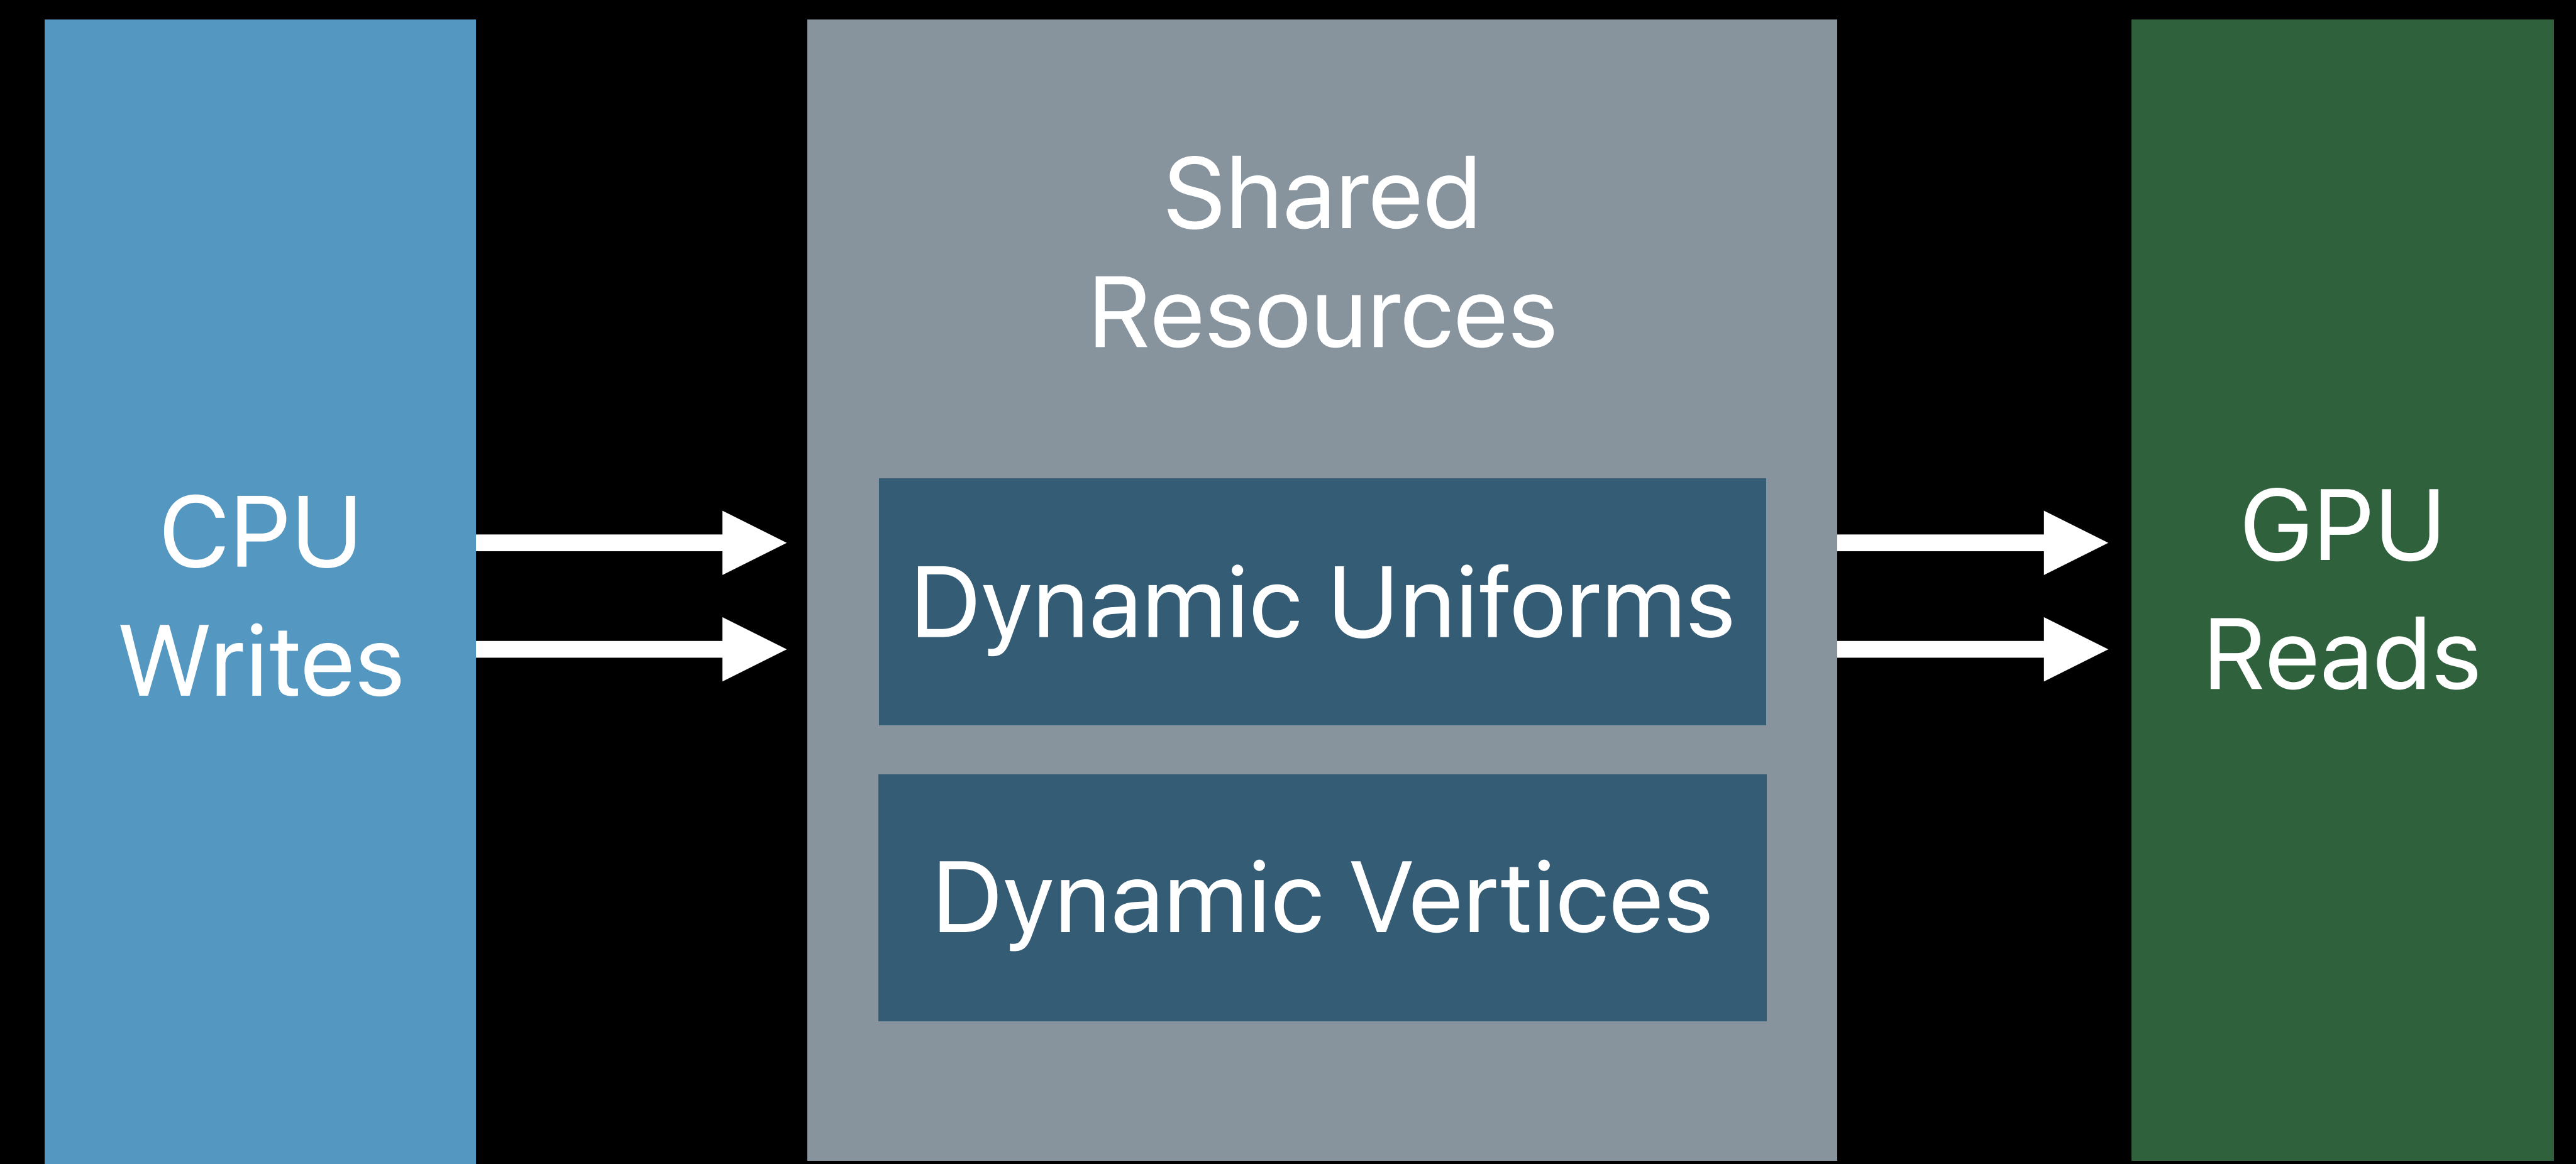 CPU
Writes
Shared
Resources
Dynamic Uniforms
Dynamic Vertices
GPU
Reads